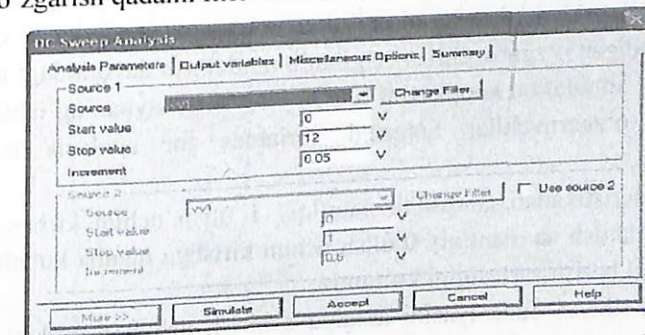 o'zgarish qadami
DC Sweep Analysis
Analysis Parameters | Output variables | Miscellaneous Options | Summary
Source 1
Source Change Filter
Start value 0 V
Stop value 12 V
Increment 0.05 V
Source 2
Source vv1 Change Filter Use source 2
Start value 0 V
Stop value 1 V
Increment 0.5 V
More >> Simulate Accept Cancel Help